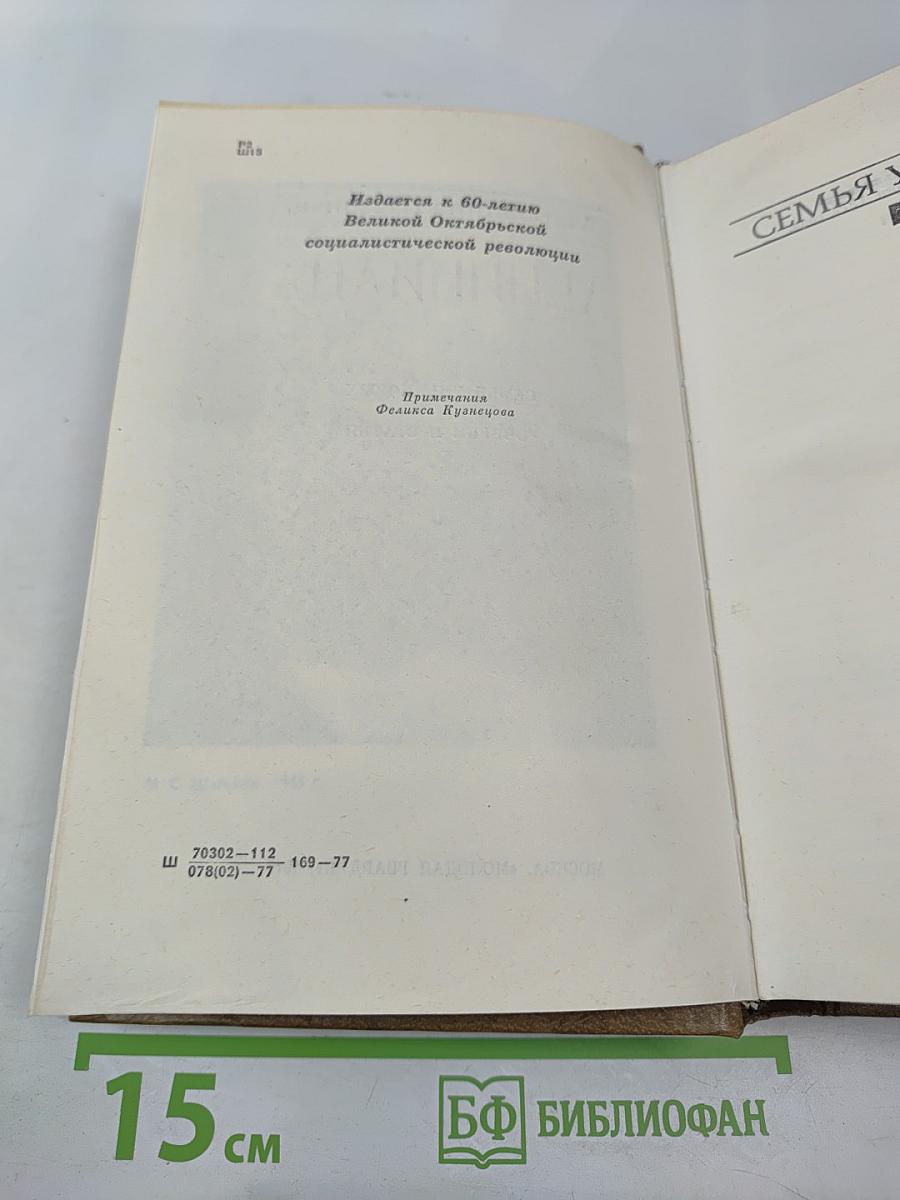 Р2
Ш18
Издается к 60-летию
Великой Октябрьской
социалистической революции
Примечания
Феликса Кузнецова
Ш 70302—112
078(02)—77 169—77
СЕМЬЯ У
15 см
БФ БИБЛИОФАН